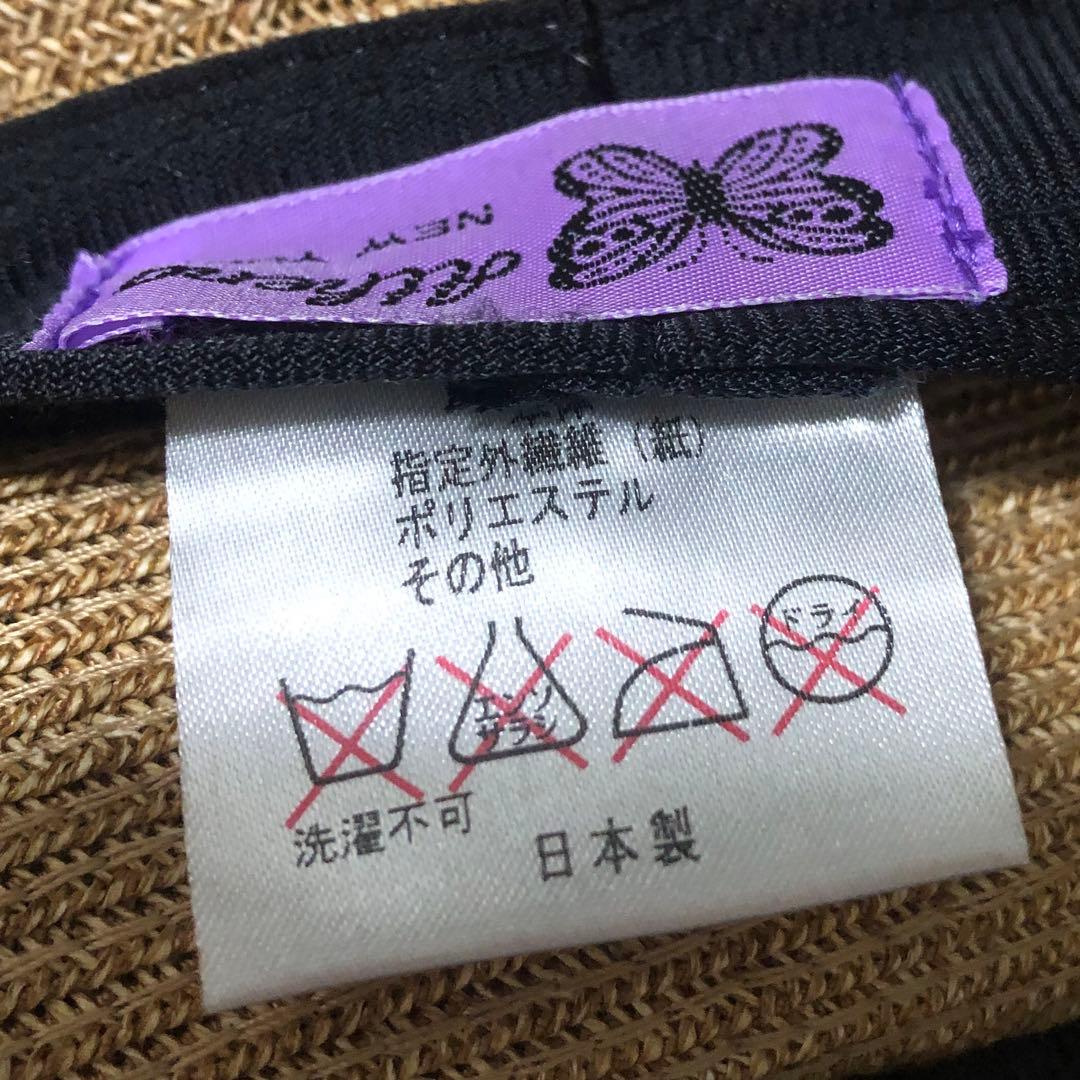 NEW
指定外繊維 (紙)
ポリエステル
その他
エンソ
サラシ
ドライ
洗濯不可
日本製